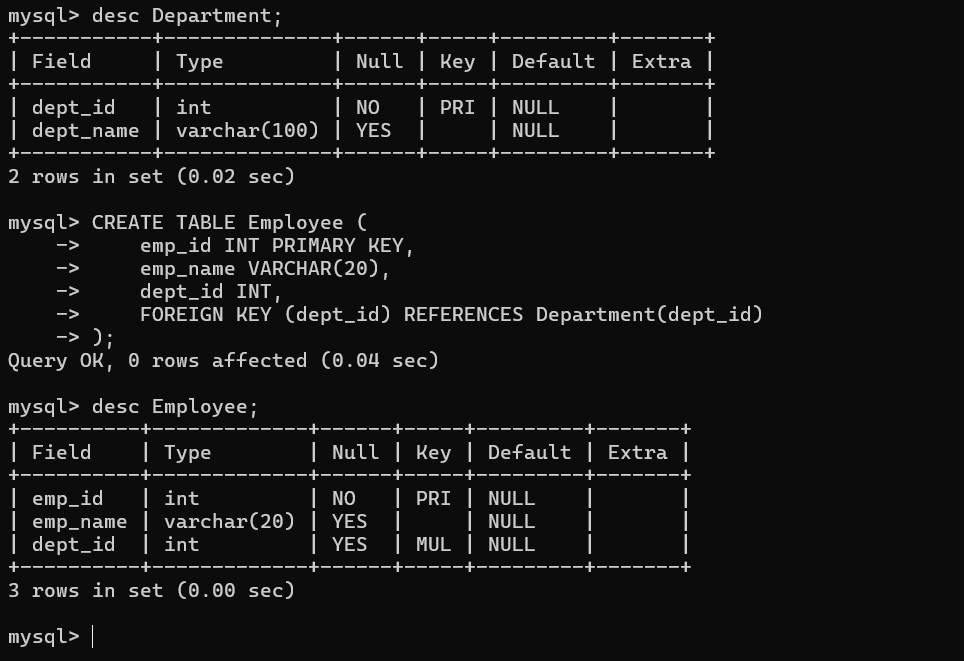 mysql> desc Department;
+-----------+--------------+------+-----+---------+-------+
| Field     | Type         | Null | Key | Default | Extra |
+-----------+--------------+------+-----+---------+-------+
| dept_id   | int          | NO   | PRI | NULL    |       |
| dept_name | varchar(100) | YES  |     | NULL    |       |
+-----------+--------------+------+-----+---------+-------+
2 rows in set (0.02 sec)

mysql> CREATE TABLE Employee (
    ->     emp_id INT PRIMARY KEY,
    ->     emp_name VARCHAR(20),
    ->     dept_id INT,
    ->     FOREIGN KEY (dept_id) REFERENCES Department(dept_id)
    -> );
Query OK, 0 rows affected (0.04 sec)

mysql> desc Employee;
+----------+-------------+------+-----+---------+-------+
| Field    | Type        | Null | Key | Default | Extra |
+----------+-------------+------+-----+---------+-------+
| emp_id   | int         | NO   | PRI | NULL    |       |
| emp_name | varchar(20) | YES  |     | NULL    |       |
| dept_id  | int         | YES  | MUL | NULL    |       |
+----------+-------------+------+-----+---------+-------+
3 rows in set (0.00 sec)

mysql>